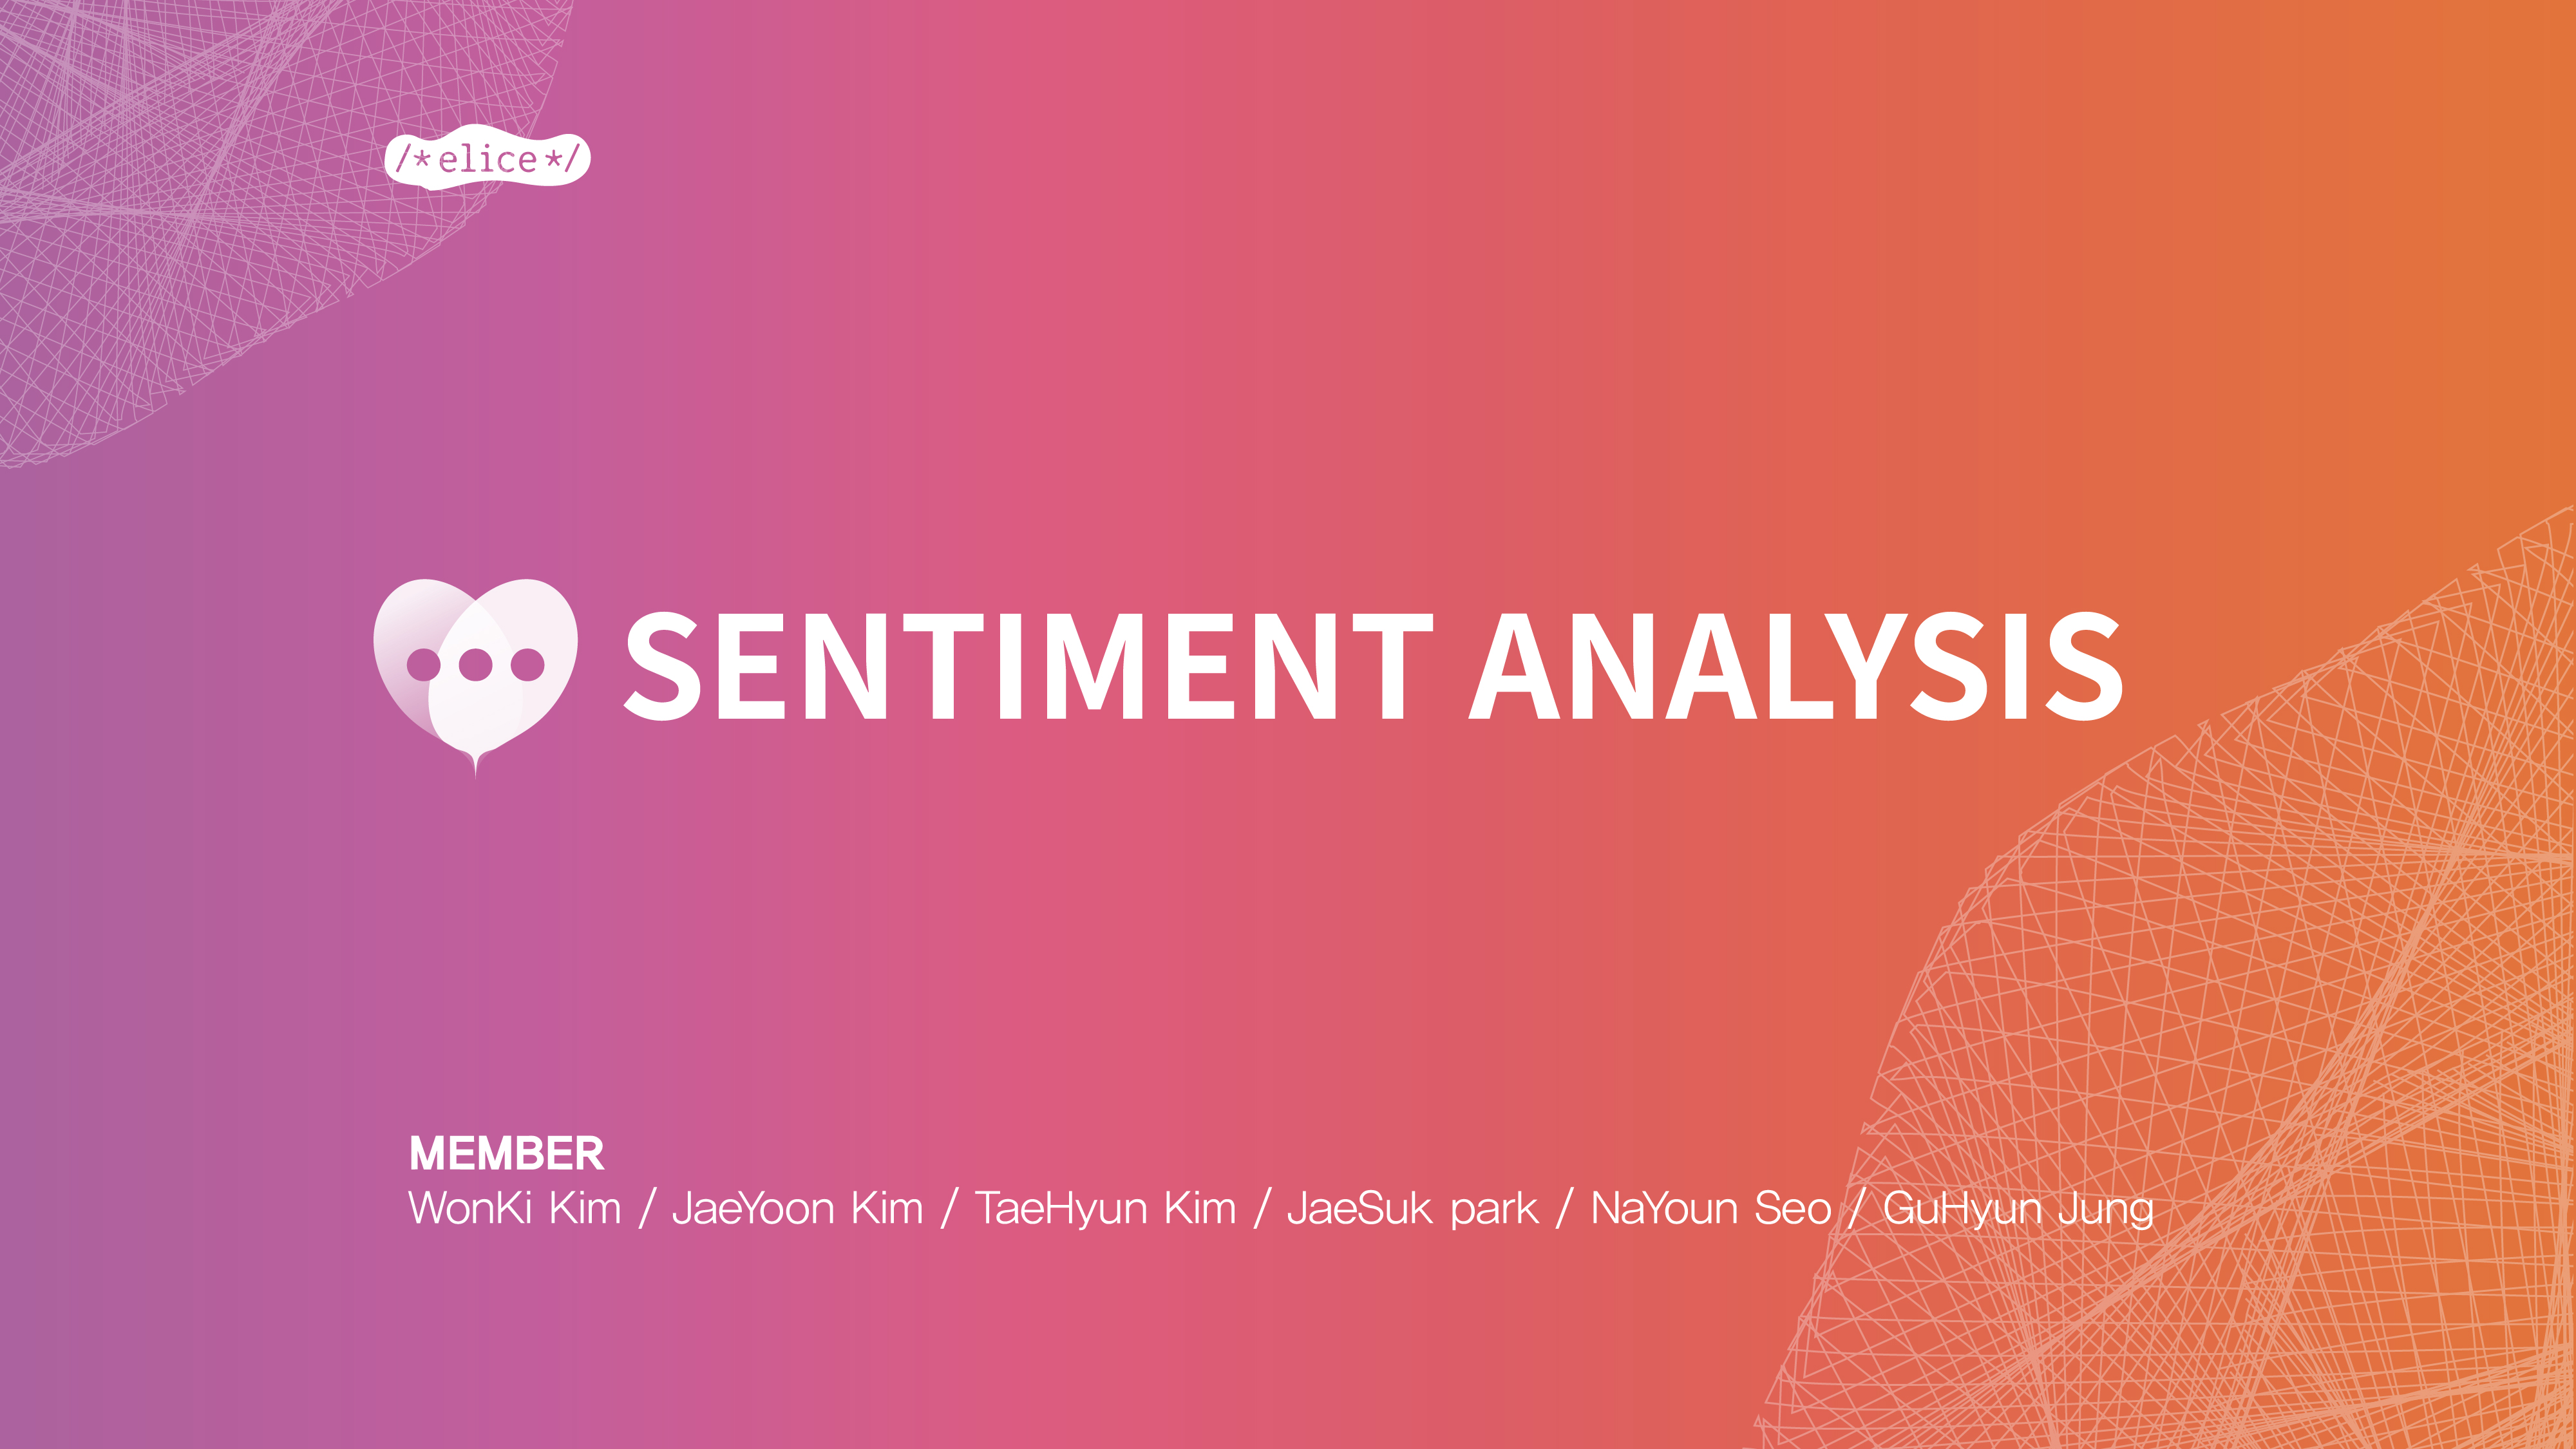 /*elice*/
SENTIMENT ANALYSIS
MEMBER
WonKi Kim / JaeYoon Kim / TaeHyun Kim / JaeSuk park / NaYoun Seo / GuHyun Jung